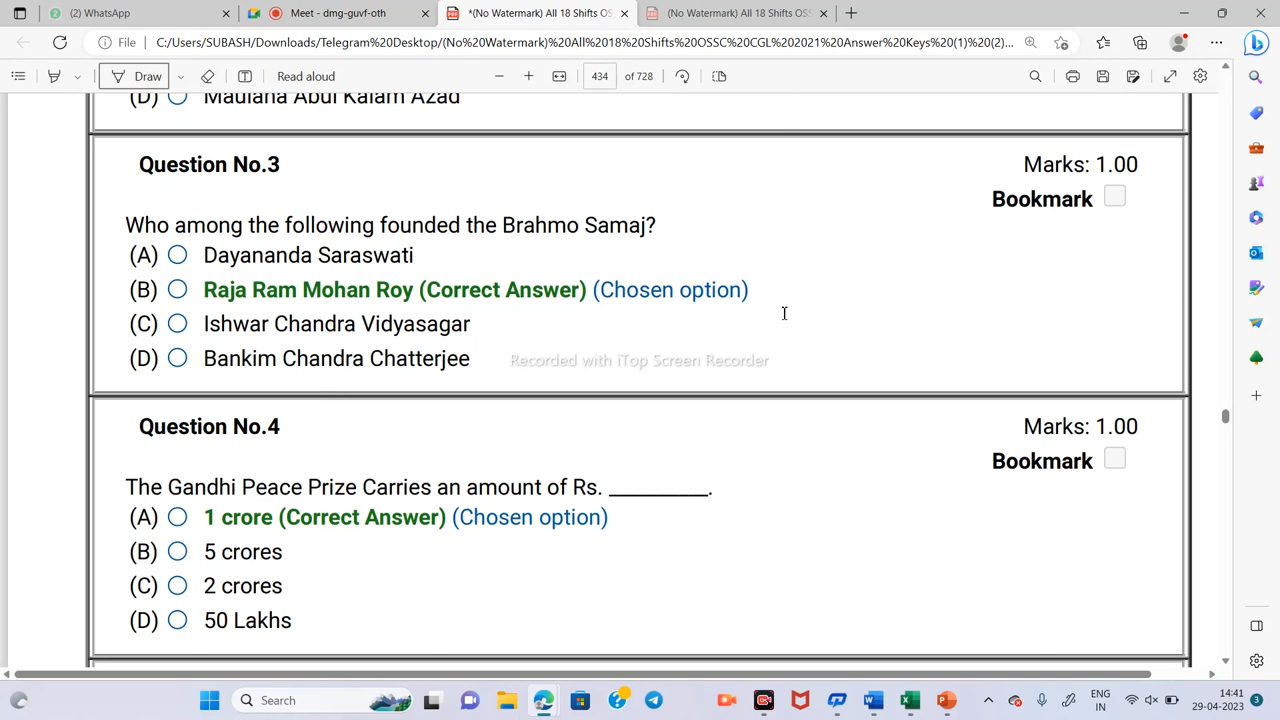 WhatsApp
Meet - dmg-guvf-oth
*(No Watermark) All 18 Shifts OS
(No Watermark) All 18 Shifts OSS
File
C:/Users/SUBASH/Downloads/Telegram%20Desktop/(No%20Watermark)%20All%2018%20Shifts%20OSSC%20CGL%202021%20Answer%20Keys%20(1)%20(2)...
Draw
Read aloud
434 of 728
(D) Maulana Abul Kalam Azad
Question No.3
Marks: 1.00
Bookmark
Who among the following founded the Brahmo Samaj?
(A) Dayananda Saraswati
(B) Raja Ram Mohan Roy (Correct Answer) (Chosen option)
(C) Ishwar Chandra Vidyasagar
(D) Bankim Chandra Chatterjee
Recorded with iTop Screen Recorder
Question No.4
Marks: 1.00
Bookmark
The Gandhi Peace Prize Carries an amount of Rs. __________.
(A) 1 crore (Correct Answer) (Chosen option)
(B) 5 crores
(C) 2 crores
(D) 50 Lakhs
Search
ENG
IN
14:41
29-04-2023
3